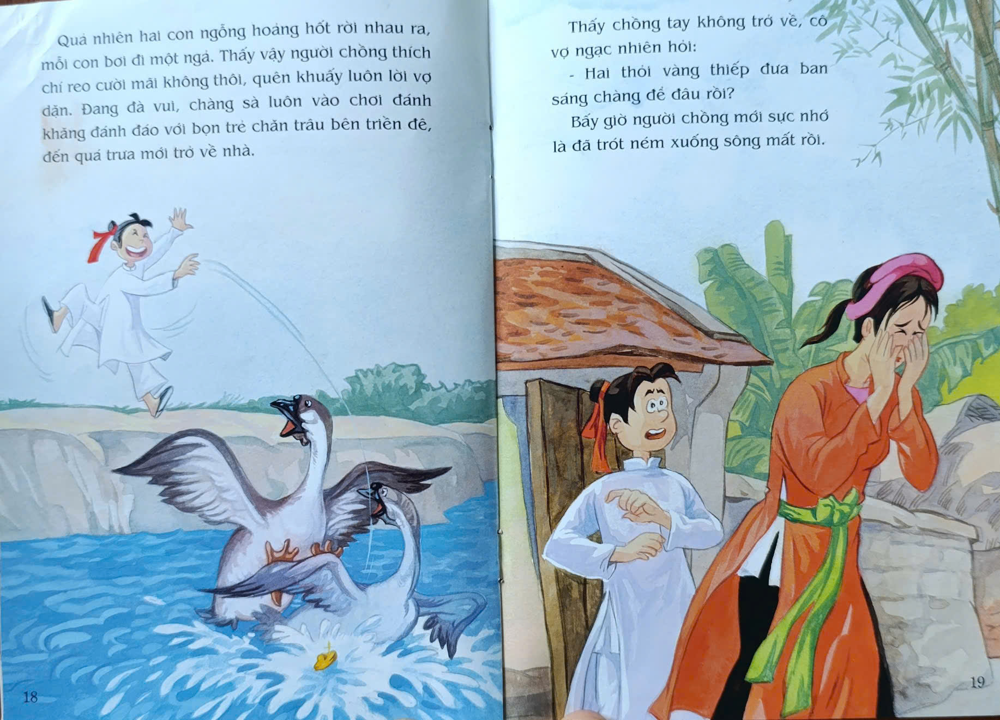 Quả nhiên hai con ngỗng hoảng hốt rời nhau ra,
mỗi con bơi đi một ngả. Thấy vậy người chồng thích
chí reo cười mãi không thôi, quên khuấy luôn lời vợ
dặn. Đang đà vui, chàng sà luôn vào chơi đánh
khăng đánh đáo với bọn trẻ chăn trâu bên triền đê,
đến quá trưa mới trở về nhà.
18
Thấy chồng tay không trở về, cô
vợ ngạc nhiên hỏi:
- Hai thỏi vàng thiếp đưa ban
sáng chàng để đâu rồi?
Bấy giờ người chồng mới sực nhớ
là đã trót ném xuống sông mất rồi.
19